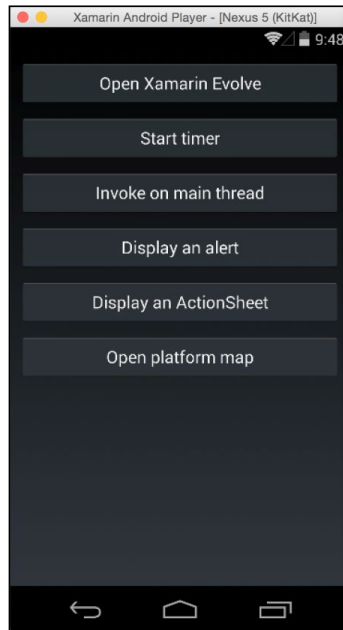 Xamarin Android Player - [Nexus 5 (KitKat)]
9:48
Open Xamarin Evolve
Start timer
Invoke on main thread
Display an alert
Display an ActionSheet
Open platform map